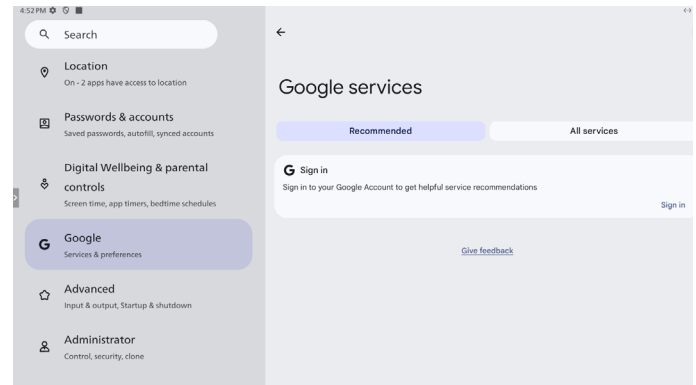 4:52 PM
Search
Location
On - 2 apps have access to location
Passwords & accounts
Saved passwords, autofill, synced accounts
Digital Wellbeing & parental
controls
Screen time, app timers, bedtime schedules
Google
Services & preferences
Advanced
Input & output, Startup & shutdown
Administrator
Control, security, clone
Google services
Recommended
All services
Sign in
Sign in to your Google Account to get helpful service recommendations
Sign in
Give feedback